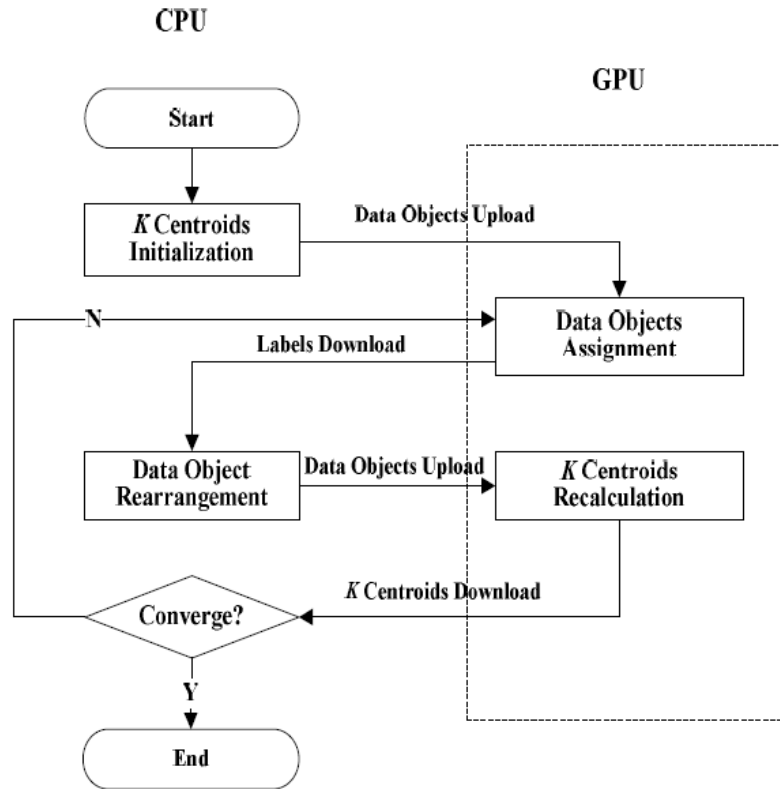 CPU
GPU
Start
K Centroids
Initialization
Data Objects Upload
N
Data Objects
Assignment
Labels Download
Data Object
Rearrangement
Data Objects Upload
K Centroids
Recalculation
K Centroids Download
Converge?
Y
End